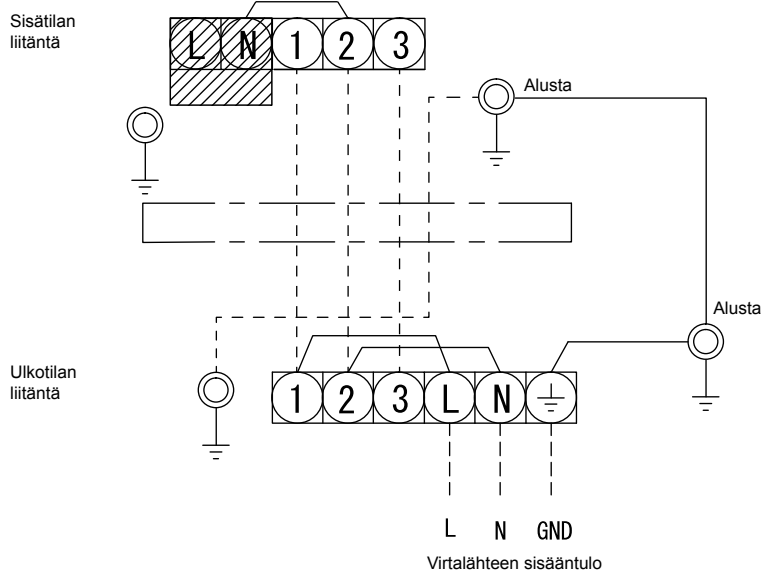 Sisätilan
liitäntä
L N 1 2 3
Alusta
Alusta
Ulkotilan
liitäntä
1 2 3 L N
L N GND
Virtalähteen sisääntulo